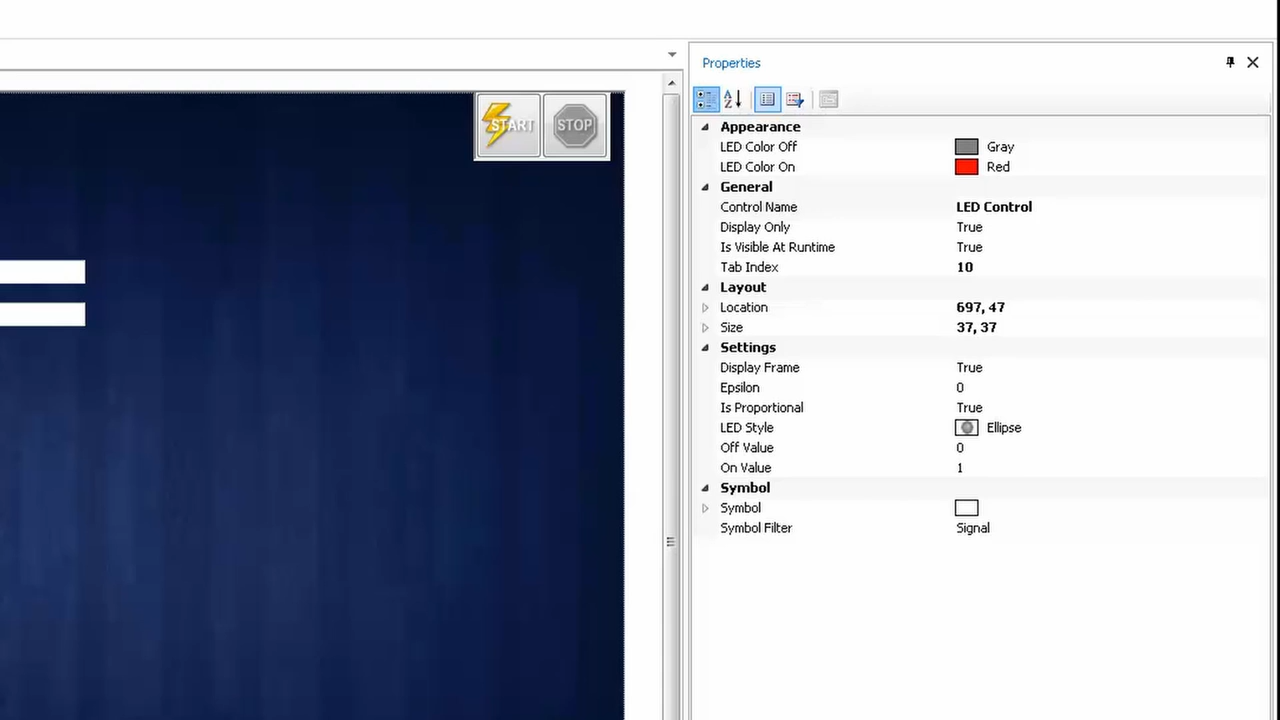 Properties
START STOP
Appearance
LED Color Off Gray
LED Color On Red
General
Control Name LED Control
Display Only True
Is Visible At Runtime True
Tab Index 10
Layout
Location 697, 47
Size 37, 37
Settings
Display Frame True
Epsilon 0
Is Proportional True
LED Style Ellipse
Off Value 0
On Value 1
Symbol
Symbol
Symbol Filter Signal